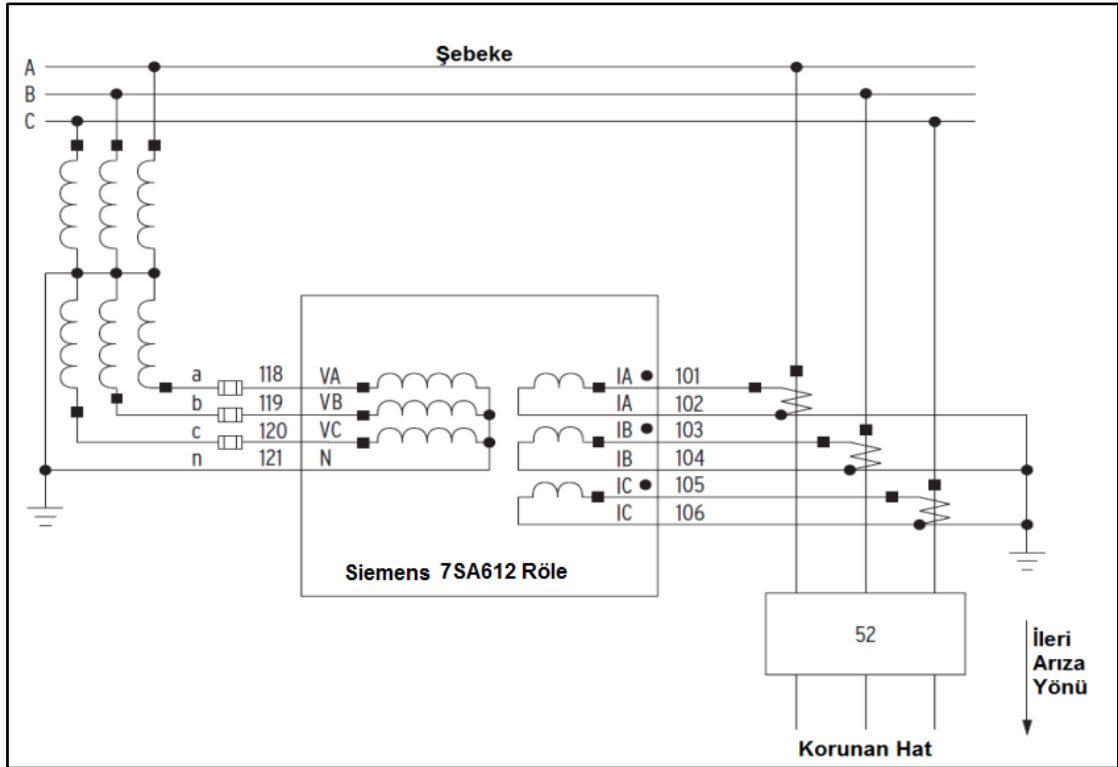 Şebeke
A
B
C
a 118 VA
b 119 VB
c 120 VC
n 121 N
IA 101
IA 102
IB 103
IB 104
IC 105
IC 106
Siemens 7SA612 Röle
52
İleri
Arıza
Yönü
Korunan Hat